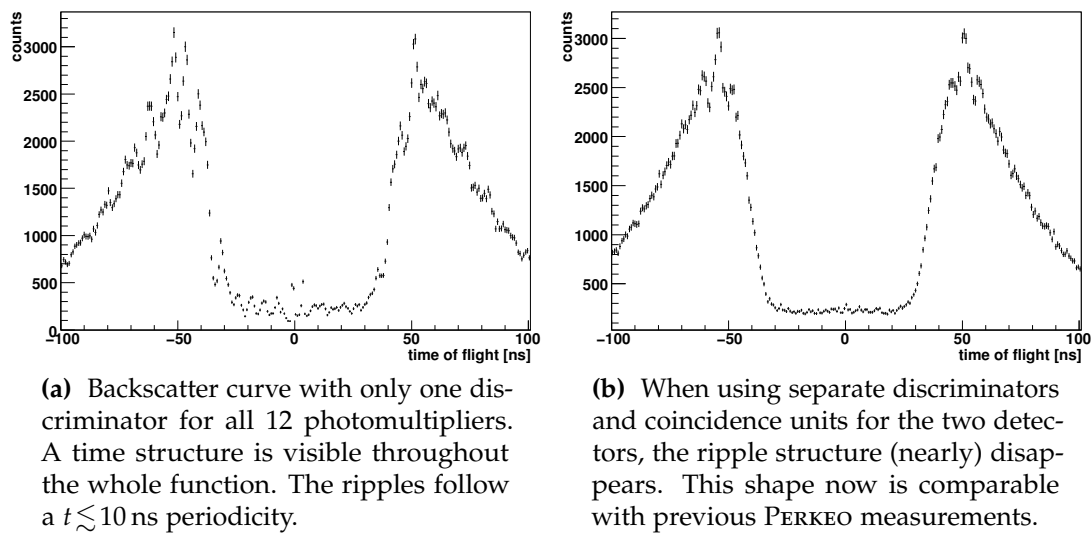 counts
3000
2500
2000
1500
1000
500
0
−100
−50
0
50
100
time of flight [ns]
counts
3000
2500
2000
1500
1000
500
−100
−50
0
50
100
time of flight [ns]
(a) Backscatter curve with only one dis-
criminator for all 12 photomultipliers.
A time structure is visible throughout
the whole function. The ripples follow
a t≲10 ns periodicity.
(b) When using separate discriminators
and coincidence units for the two detec-
tors, the ripple structure (nearly) disap-
pears. This shape now is comparable
with previous PERKEO measurements.